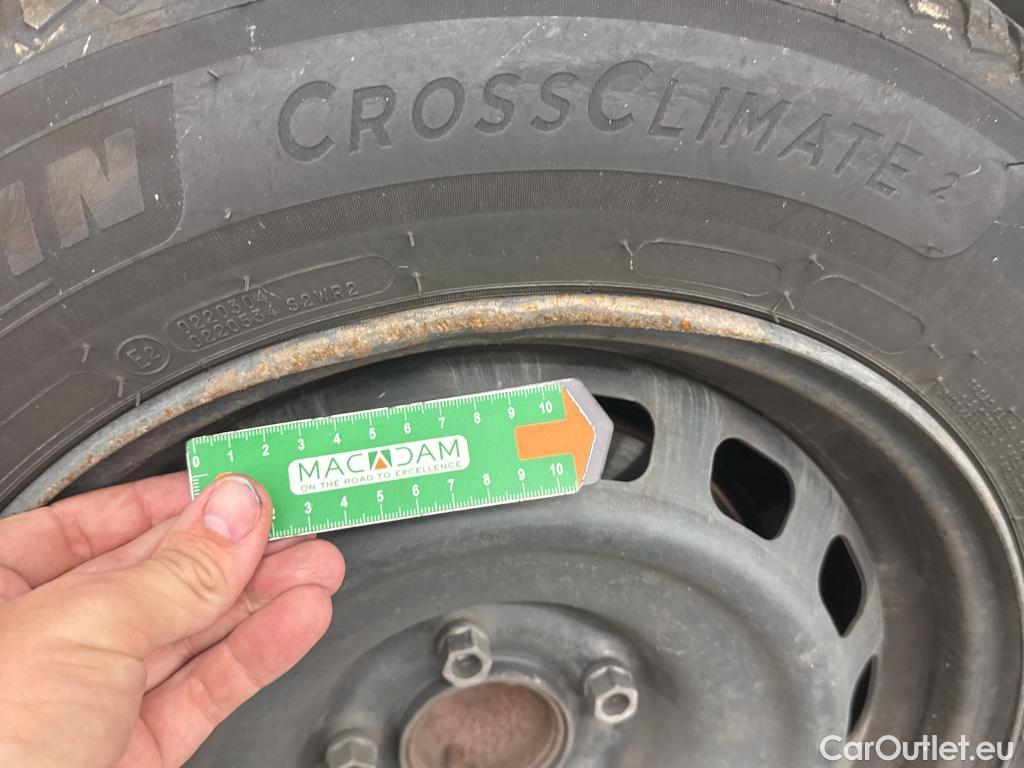 CROSSCLIMATE 2
IN
E2
0220304
0220534 S2WR2
0 1 2 3 4 5 6 7 8 9 10
MACADAM
ON THE ROAD TO EXCELLENCE
3 4 5 6 7 8 9 10
CarOutlet.eu